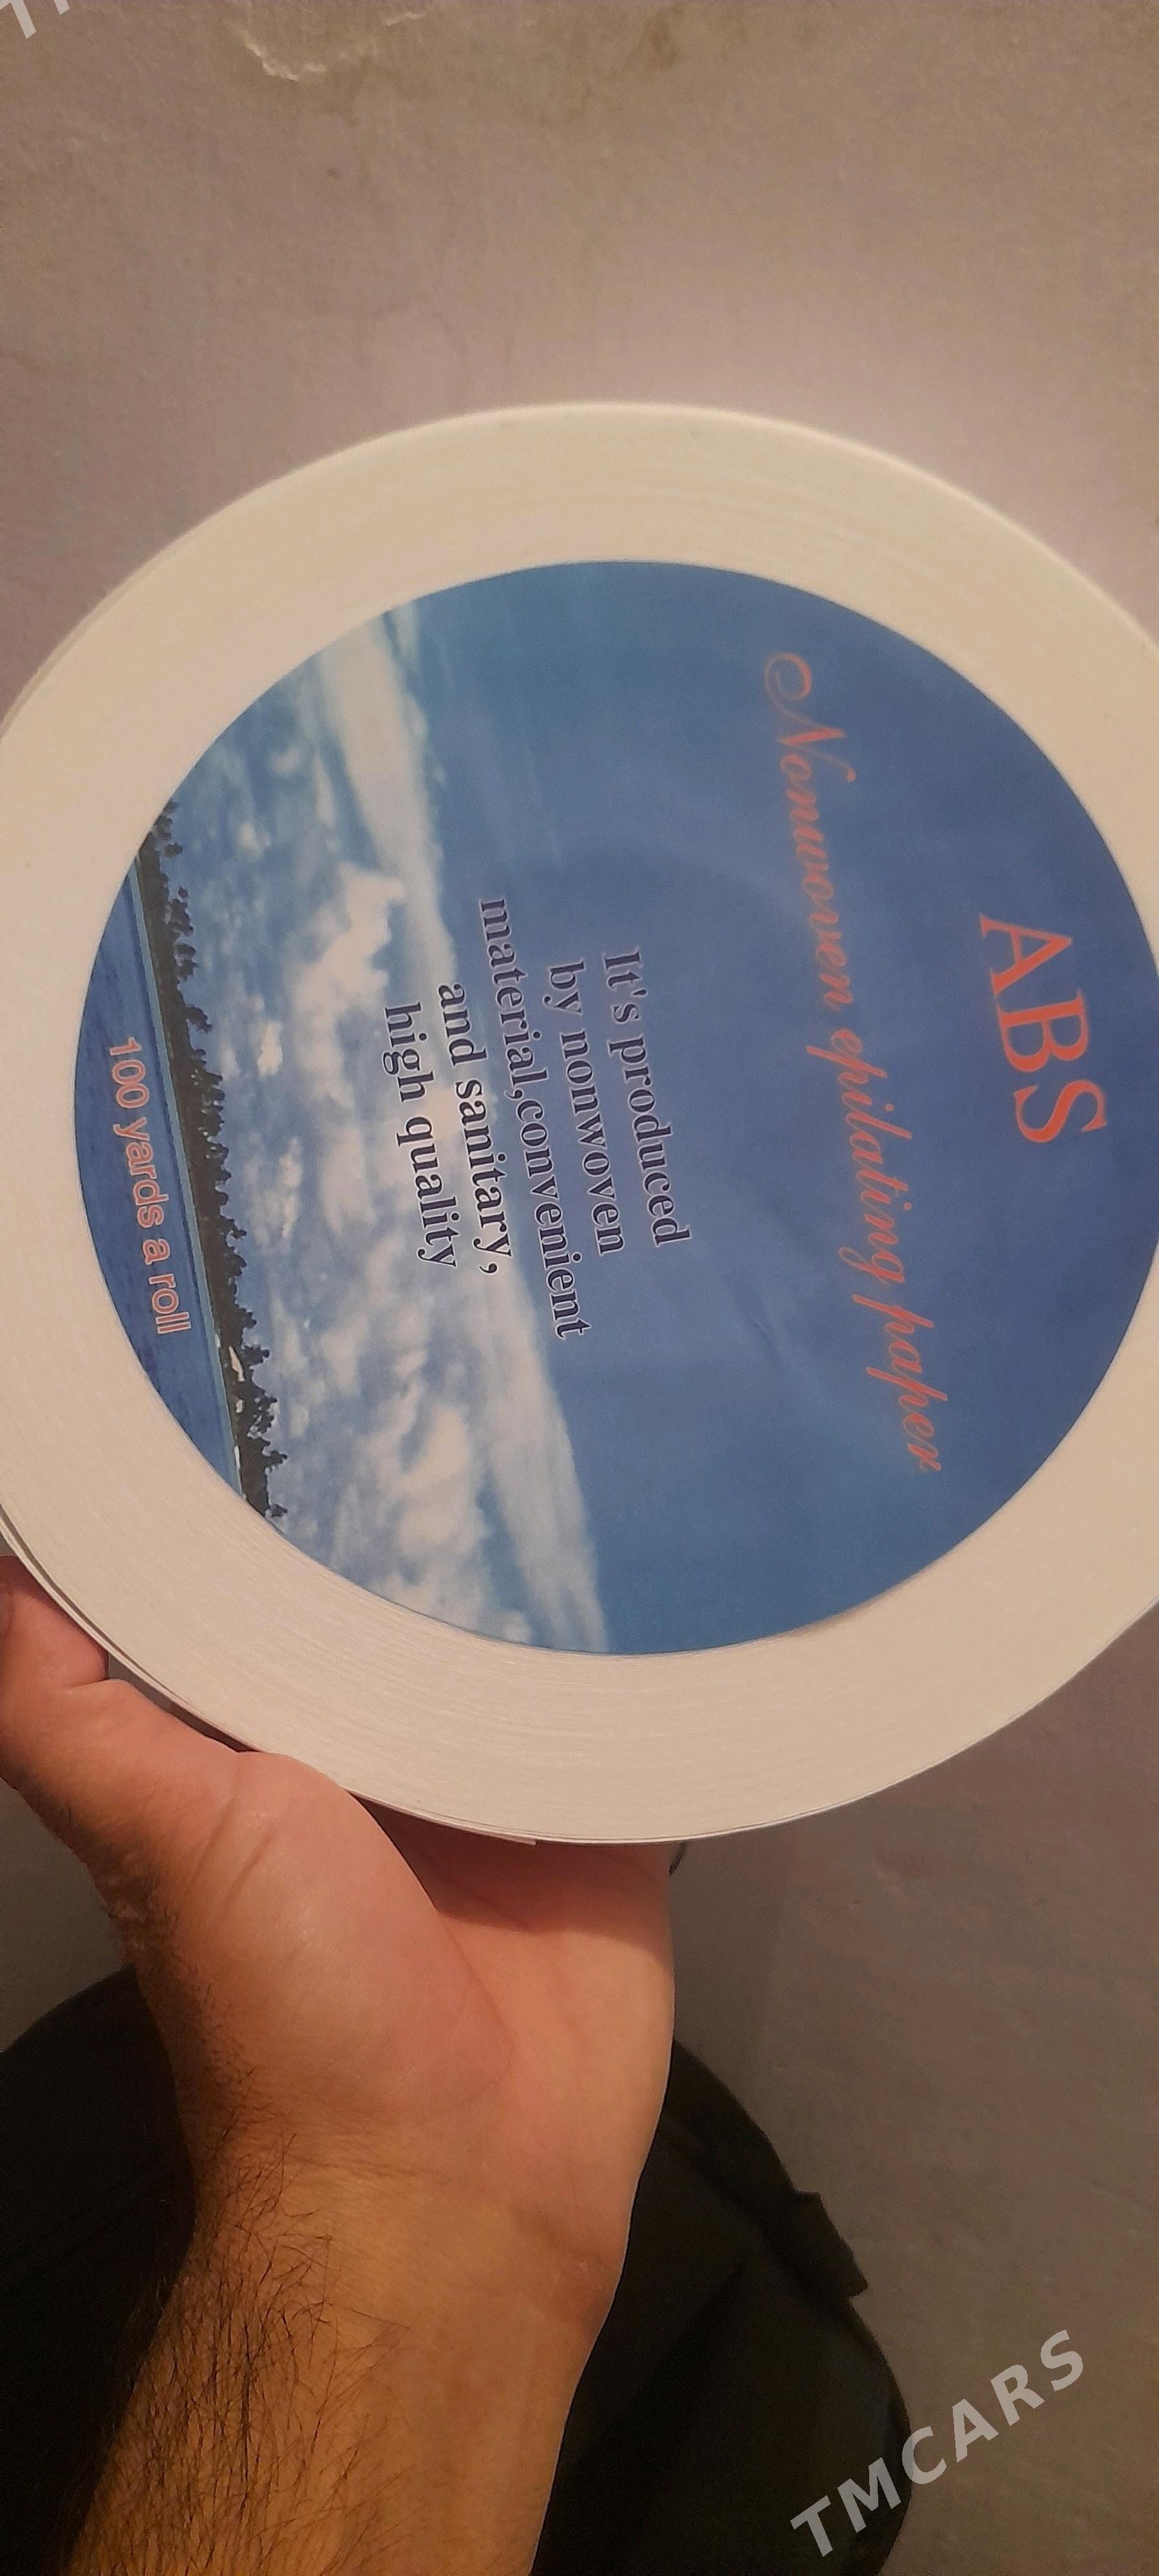 ABS
Nonwoven epilating paper
It's produced
by nonwoven
material,convenient
and sanitary,
high quality
100 yards a roll
TMCARS